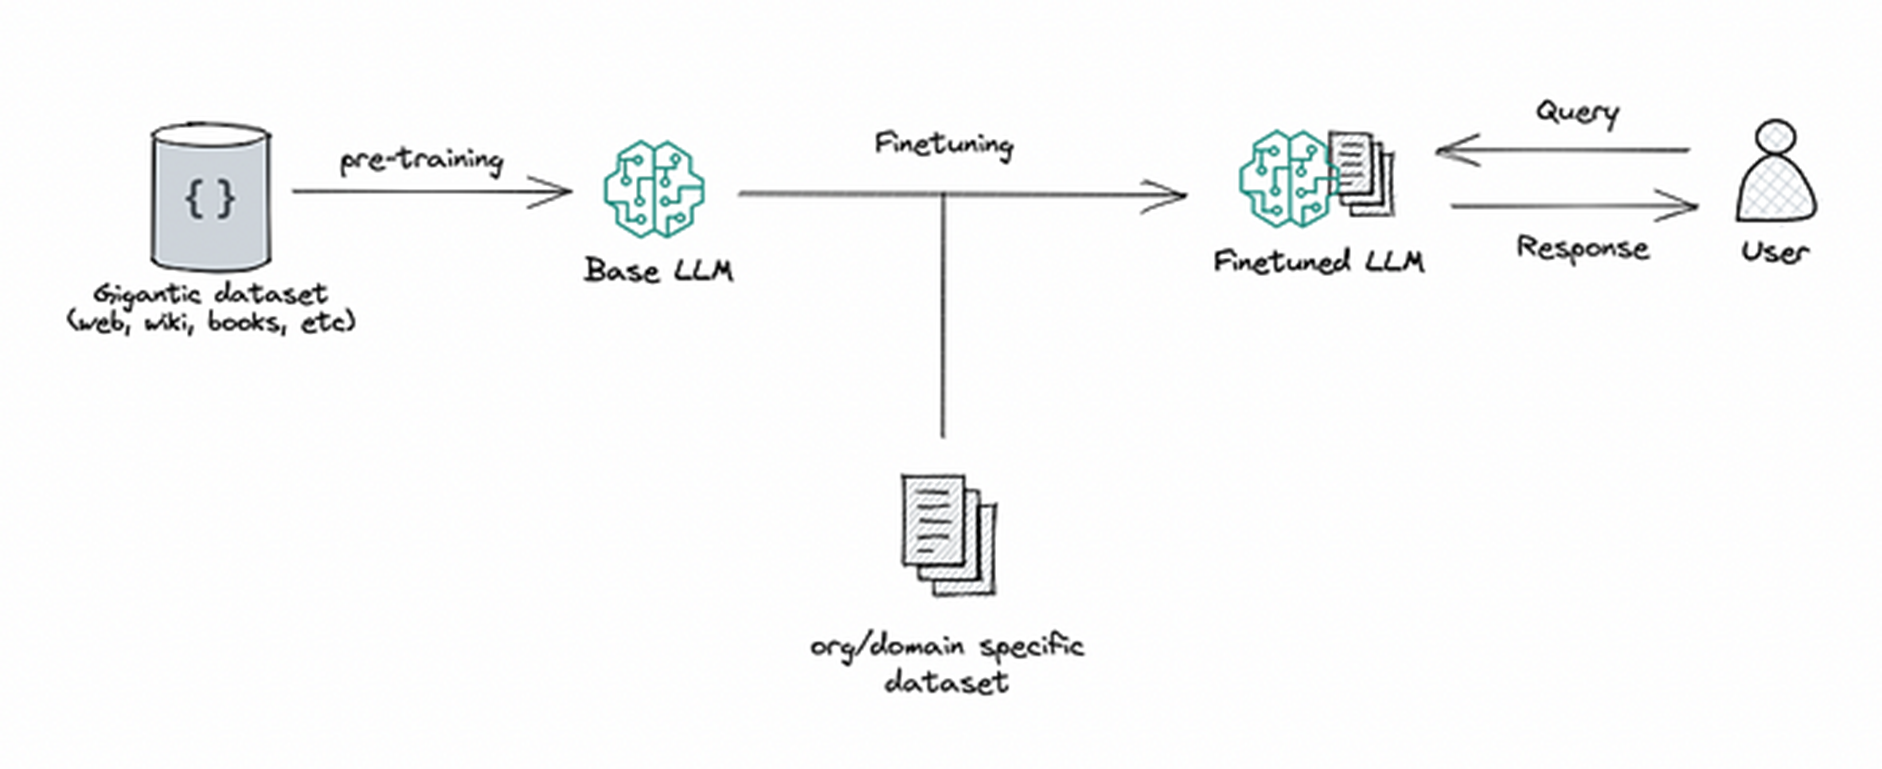 { }
Gigantic dataset
(web, wiki, books, etc)
pre-training
Base LLM
Finetuning
org/domain specific
dataset
Finetuned LLM
Query
Response
User